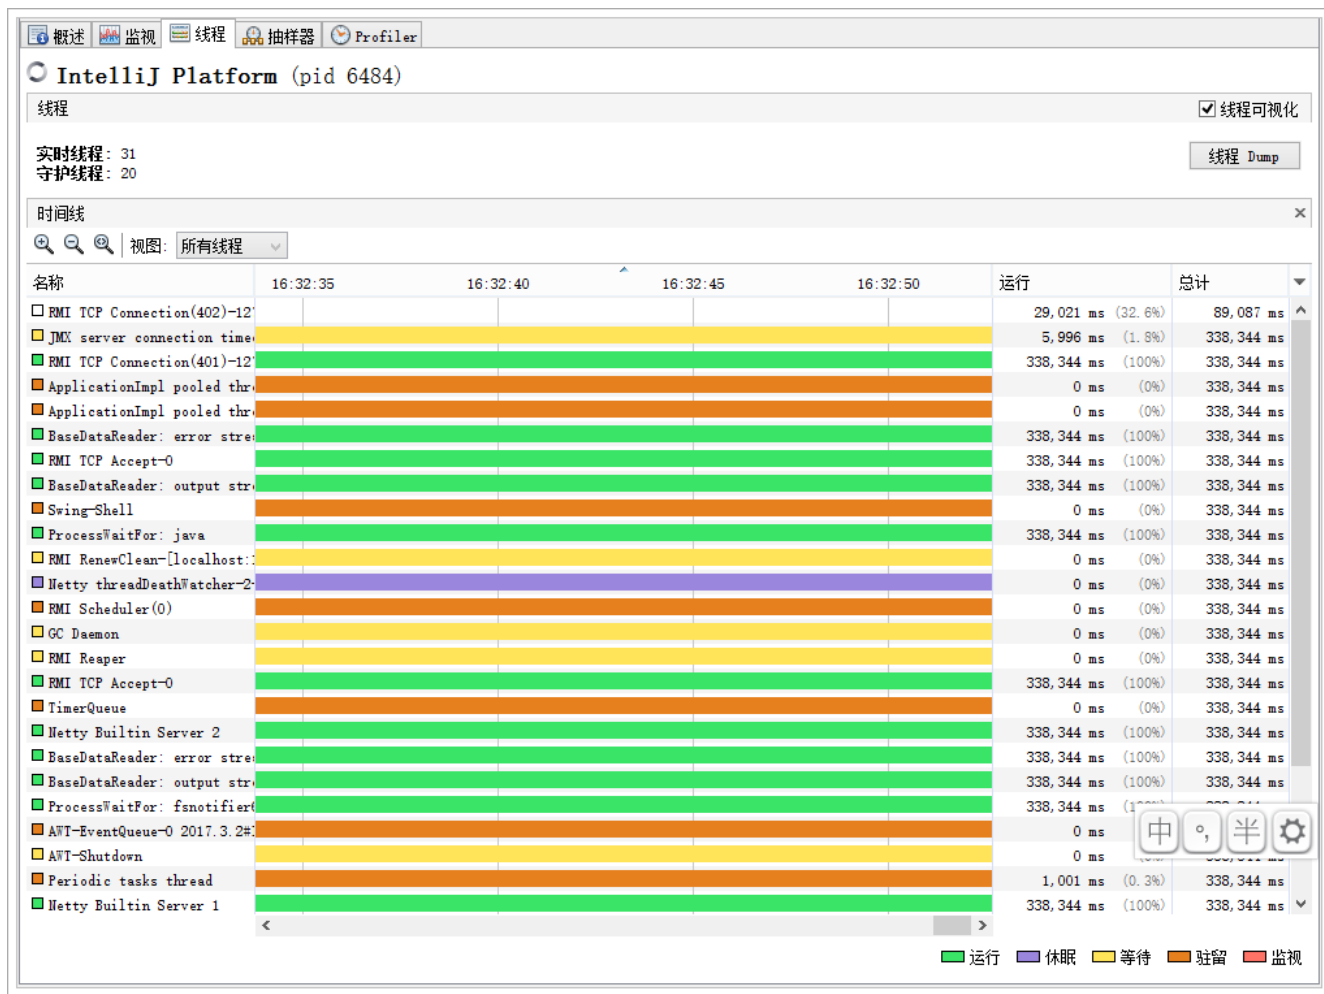 概述 监视 线程 抽样器 Profiler
IntelliJ Platform (pid 6484)
线程 线程可视化
实时线程: 31 线程 Dump
守护线程: 20
时间线
视图: 所有线程
名称 16:32:35 16:32:40 16:32:45 16:32:50 运行 总计
RMI TCP Connection(402)-12 29,021 ms (32.6%) 89,087 ms
JMX server connection time 5,996 ms (1.8%) 338,344 ms
RMI TCP Connection(401)-12 338,344 ms (100%) 338,344 ms
ApplicationImpl pooled thr 0 ms (0%) 338,344 ms
ApplicationImpl pooled thr 0 ms (0%) 338,344 ms
BaseDataReader: error stre 338,344 ms (100%) 338,344 ms
RMI TCP Accept-0 338,344 ms (100%) 338,344 ms
BaseDataReader: output str 338,344 ms (100%) 338,344 ms
Swing-Shell 0 ms (0%) 338,344 ms
ProcessWaitFor: java 338,344 ms (100%) 338,344 ms
RMI RenewClean-[localhost: 0 ms (0%) 338,344 ms
Netty threadDeathWatcher-2- 0 ms (0%) 338,344 ms
RMI Scheduler(0) 0 ms (0%) 338,344 ms
GC Daemon 0 ms (0%) 338,344 ms
RMI Reaper 0 ms (0%) 338,344 ms
RMI TCP Accept-0 338,344 ms (100%) 338,344 ms
TimerQueue 0 ms (0%) 338,344 ms
Netty Builtin Server 2 338,344 ms (100%) 338,344 ms
BaseDataReader: error stre 338,344 ms (100%) 338,344 ms
BaseDataReader: output str 338,344 ms (100%) 338,344 ms
ProcessWaitFor: fsnotifier 338,344 ms
AWT-EventQueue-0 2017.3.2# 0 ms
AWT-Shutdown 0 ms
中 °, 半
Periodic tasks thread 1,001 ms (0.3%) 338,344 ms
Netty Builtin Server 1 338,344 ms (100%) 338,344 ms
运行 休眠 等待 驻留 监视